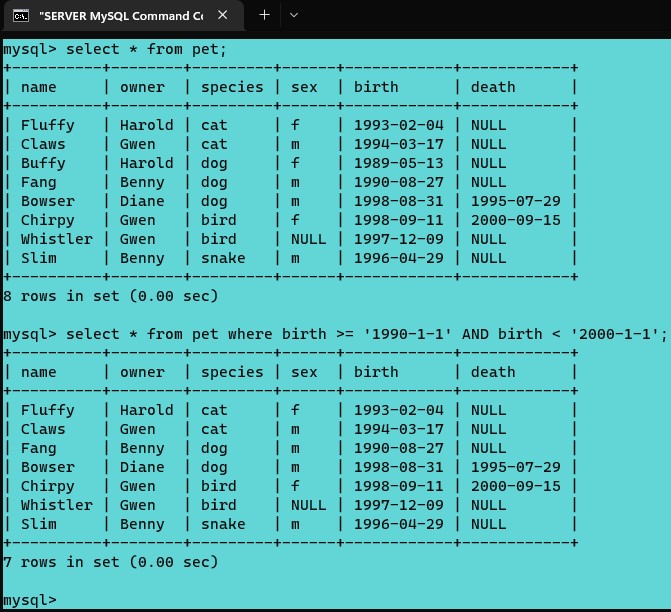 "SERVER MySQL Command Cr
mysql> select * from pet;
+----------+--------+---------+------+------------+------------+
| name     | owner  | species | sex  | birth      | death      |
+----------+--------+---------+------+------------+------------+
| Fluffy   | Harold | cat     | f    | 1993-02-04 | NULL       |
| Claws    | Gwen   | cat     | m    | 1994-03-17 | NULL       |
| Buffy    | Harold | dog     | f    | 1989-05-13 | NULL       |
| Fang     | Benny  | dog     | m    | 1990-08-27 | NULL       |
| Bowser   | Diane  | dog     | m    | 1998-08-31 | 1995-07-29 |
| Chirpy   | Gwen   | bird    | f    | 1998-09-11 | 2000-09-15 |
| Whistler | Gwen   | bird    | NULL | 1997-12-09 | NULL       |
| Slim     | Benny  | snake   | m    | 1996-04-29 | NULL       |
+----------+--------+---------+------+------------+------------+
8 rows in set (0.00 sec)
mysql> select * from pet where birth >= '1990-1-1' AND birth < '2000-1-1';
+----------+--------+---------+------+------------+------------+
| name     | owner  | species | sex  | birth      | death      |
+----------+--------+---------+------+------------+------------+
| Fluffy   | Harold | cat     | f    | 1993-02-04 | NULL       |
| Claws    | Gwen   | cat     | m    | 1994-03-17 | NULL       |
| Fang     | Benny  | dog     | m    | 1990-08-27 | NULL       |
| Bowser   | Diane  | dog     | m    | 1998-08-31 | 1995-07-29 |
| Chirpy   | Gwen   | bird    | f    | 1998-09-11 | 2000-09-15 |
| Whistler | Gwen   | bird    | NULL | 1997-12-09 | NULL       |
| Slim     | Benny  | snake   | m    | 1996-04-29 | NULL       |
+----------+--------+---------+------+------------+------------+
7 rows in set (0.00 sec)
mysql>